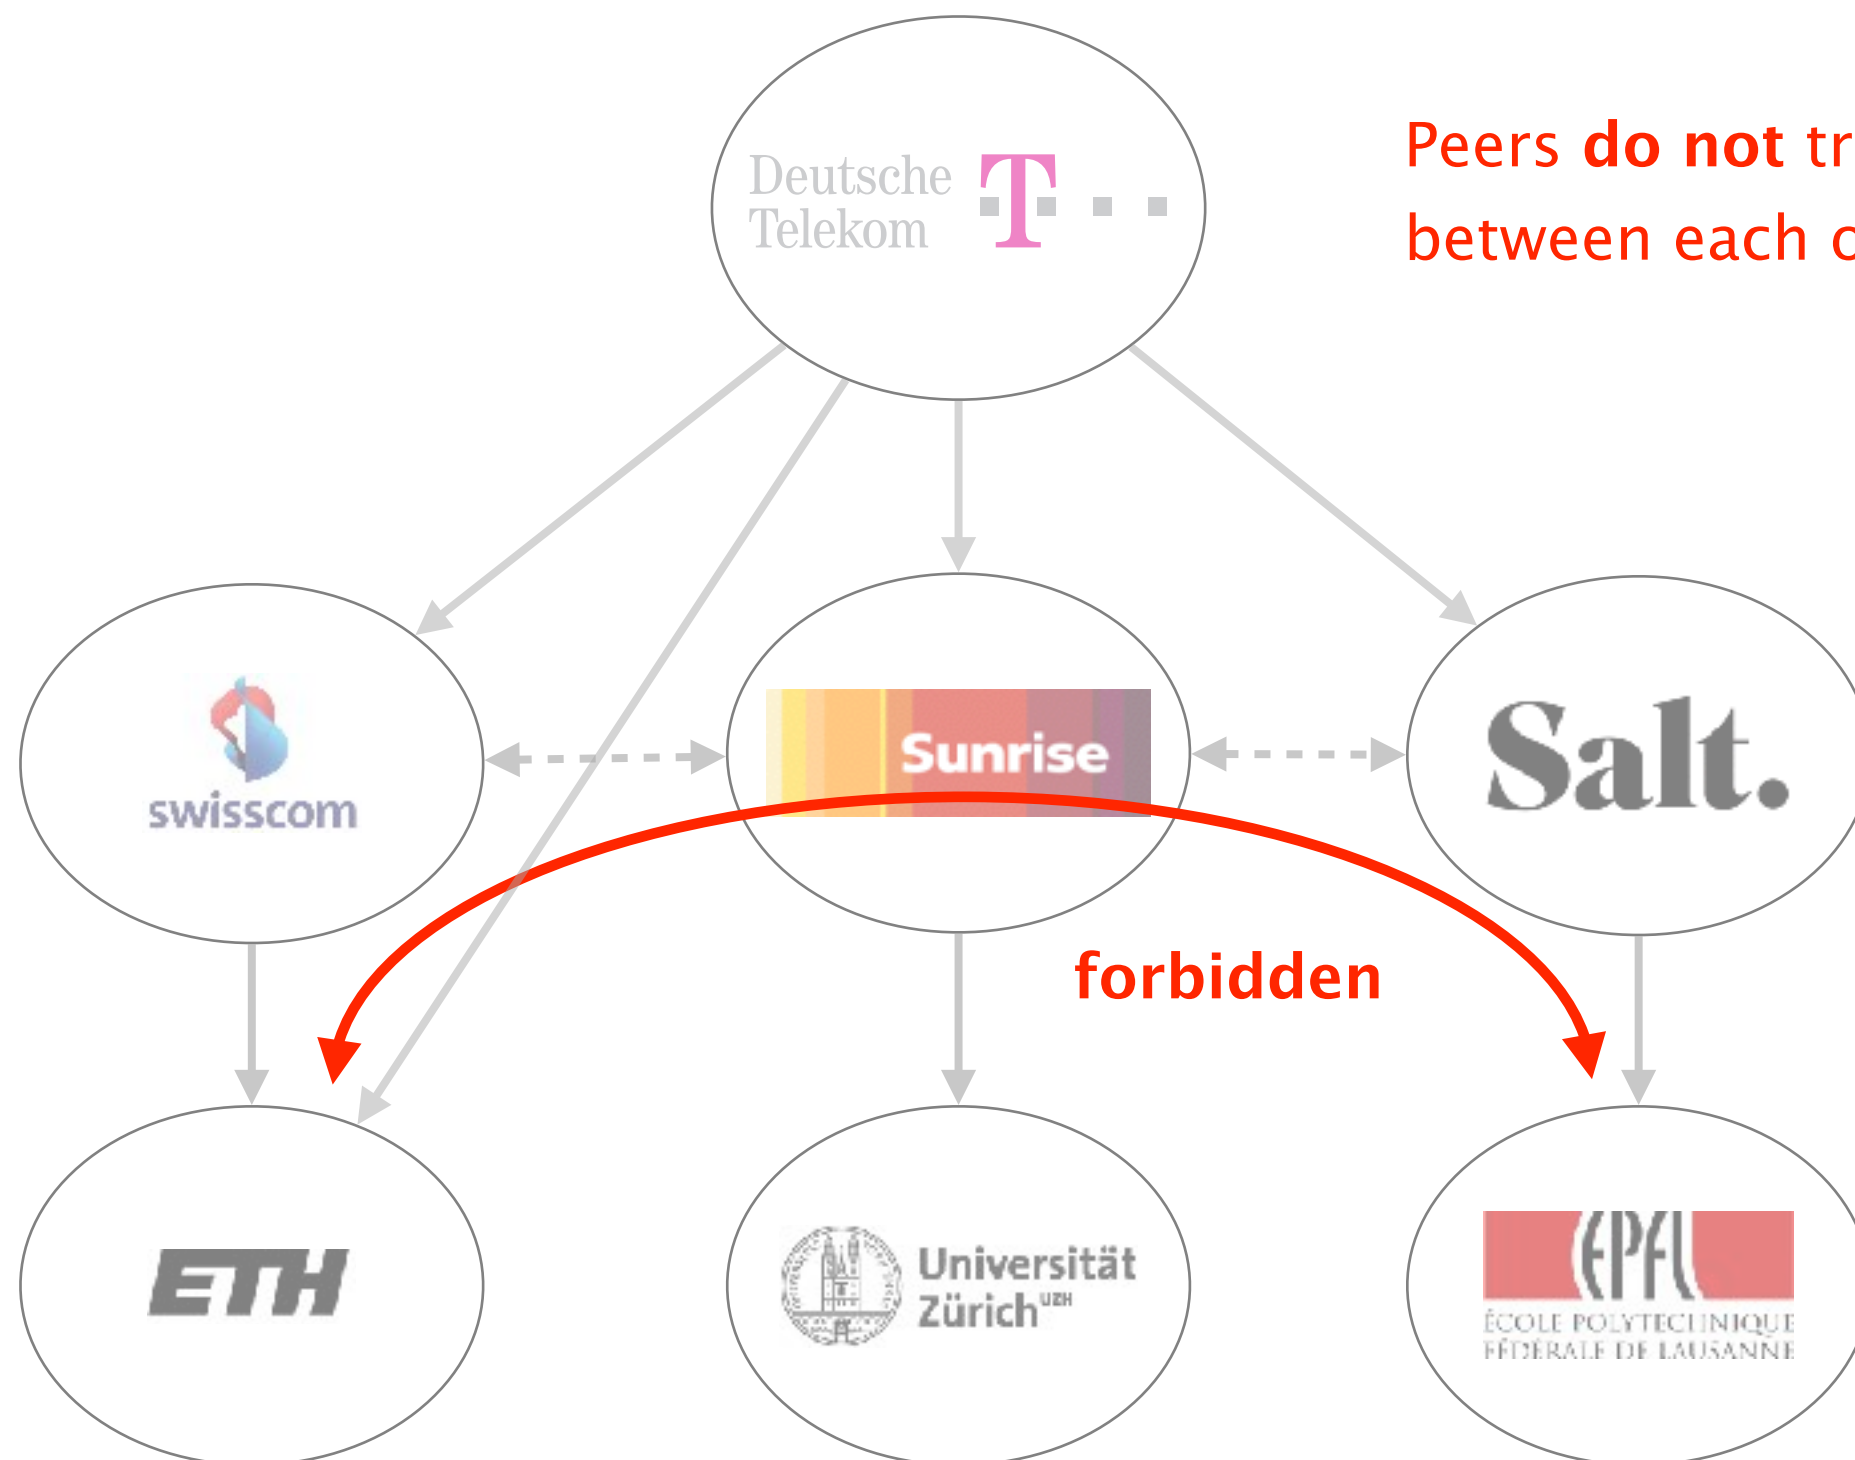 Peers do not tr
between each o
Deutsche
Telekom
T
swisscom
Sunrise
Salt.
forbidden
ETH
Universität
Zürich UZH
EPFL
ÉCOLE POLYTECHNIQUE
FÉDÉRALE DE LAUSANNE